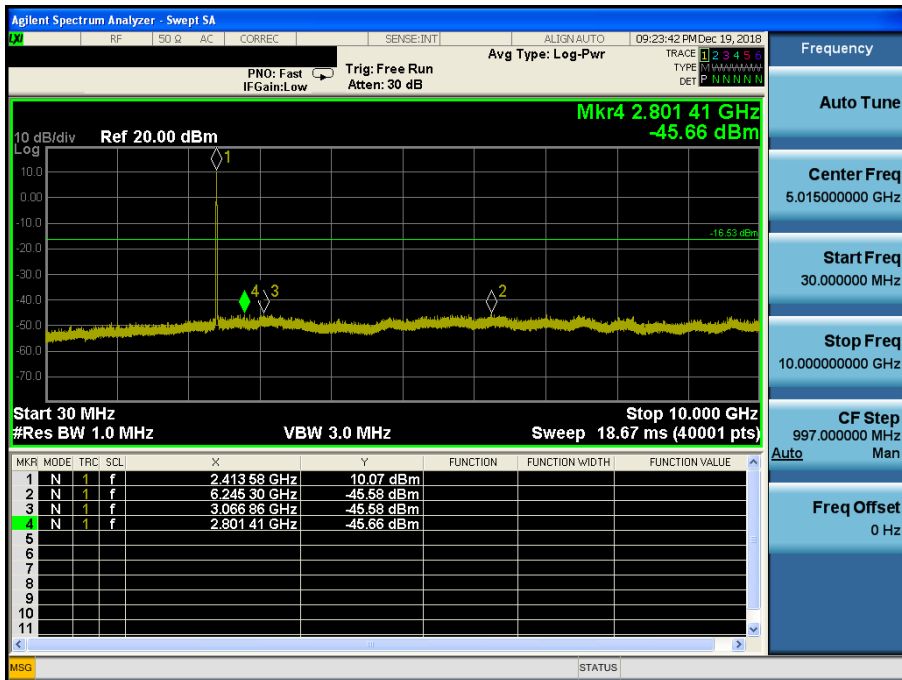 Agilent Spectrum Analyzer - Swept SA
LXI RF 50 Ω AC CORREC SENSE:INT ALIGNAUTO 09:23:42 PM Dec 19, 2018
Frequency
Avg Type: Log-Pwr TRACE 1 2 3 4 5 6
PNO: Fast Trig: Free Run TYPE
IFGain:Low Atten: 30 dB DET P N N N N N
Auto Tune
Mkr4 2.801 41 GHz
10 dB/div Ref 20.00 dBm -45.66 dBm
Log
1
10.0
0.00
-10.0
-16.53 dBm
-20.0
-30.0
4 3 2
-40.0
-50.0
-60.0
-70.0
Start 30 MHz Stop 10.000 GHz
#Res BW 1.0 MHz VBW 3.0 MHz Sweep 18.67 ms (40001 pts)
Center Freq
5.015000000 GHz
Start Freq
30.000000 MHz
Stop Freq
10.000000000 GHz
CF Step
997.000000 MHz
Auto Man
Freq Offset
0 Hz
MKR MODE TRC SCL X Y FUNCTION FUNCTION WIDTH FUNCTION VALUE
1 N 1 f 2.413 58 GHz 10.07 dBm
2 N 1 f 6.245 30 GHz -45.58 dBm
3 N 1 f 3.066 86 GHz -45.58 dBm
4 N 1 f 2.801 41 GHz -45.66 dBm
5
6
7
8
9
10
11
MSG STATUS